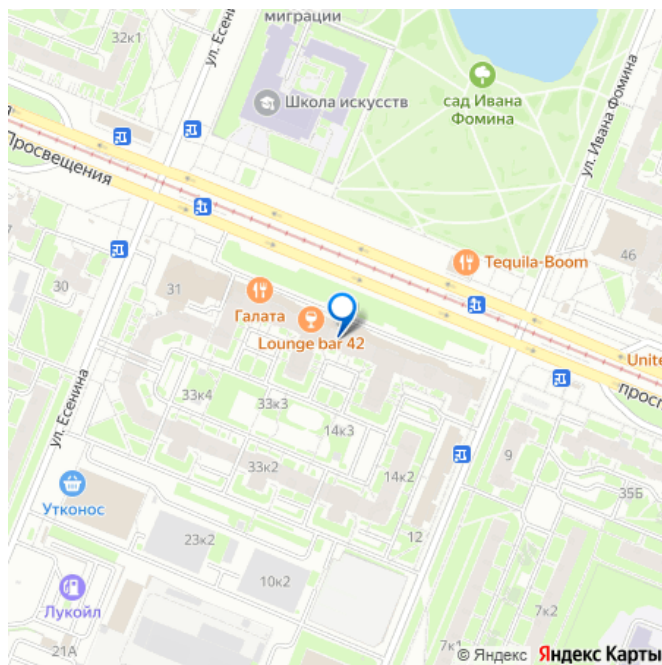 миграции
32к1
ул. Есенина
Школа искусств
сад Ивана
Фомина
ул. Ивана Фомина
Просвещения
Tequila-Boom
46
30
31
Галата
Lounge bar 42
United
просп
ул. Есенина
33к4
33к3
14к3
33к2
14к2
9
35Б
Утконос
23к2
12
10к2
Лукойл
7к2
7к1
21А
© Яндекс Яндекс Карты